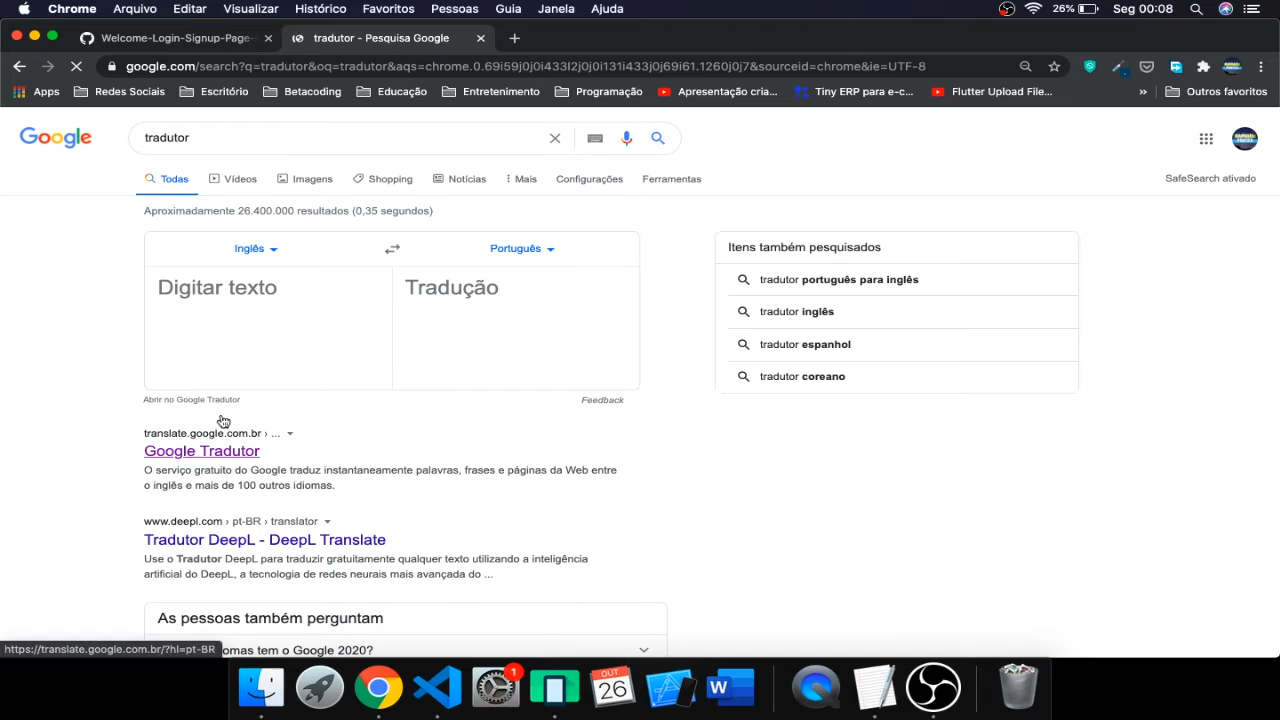 Chrome Arquivo Editar Visualizar Histórico Favoritos Pessoas Guia Janela Ajuda 26% Seg 00:08
Welcome-Login-Signup-Page- tradutor - Pesquisa Google
google.com/search?q=tradutor&oq=tradutor&aqs=chrome.0.69i59j0j0i433l2j0j0i131i433j0j69i61.1260j0j7&sourceid=chrome&ie=UTF-8
Apps Redes Sociais Escritório Betacoding Educação Entretenimento Programação Apresentação cria... Tiny ERP para e-c... Flutter Upload File... » Outros favoritos
Google tradutor
Todas Vídeos Imagens Shopping Notícias Mais Configurações Ferramentas SafeSearch ativado
Aproximadamente 26.400.000 resultados (0,35 segundos)
Inglês Português
Digitar texto Tradução
Abrir no Google Tradutor Feedback
Itens também pesquisados
tradutor português para inglês
tradutor inglês
tradutor espanhol
tradutor coreano
translate.google.com.br › ...
Google Tradutor
O serviço gratuito do Google traduz instantaneamente palavras, frases e páginas da Web entre
o inglês e mais de 100 outros idiomas.
www.deepl.com › pt-BR › translator
Tradutor DeepL - DeepL Translate
Use o Tradutor DeepL para traduzir gratuitamente qualquer texto utilizando a inteligência
artificial do DeepL, a tecnologia de redes neurais mais avançada do ...
As pessoas também perguntam
omas tem o Google 2020?
https://translate.google.com.br/?hl=pt-BR
1
OUT
26
W